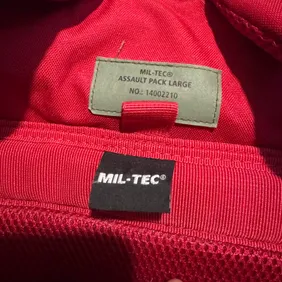 MIL-TEC®
ASSAULT PACK LARGE
NO.: 14002210
MIL-TEC®